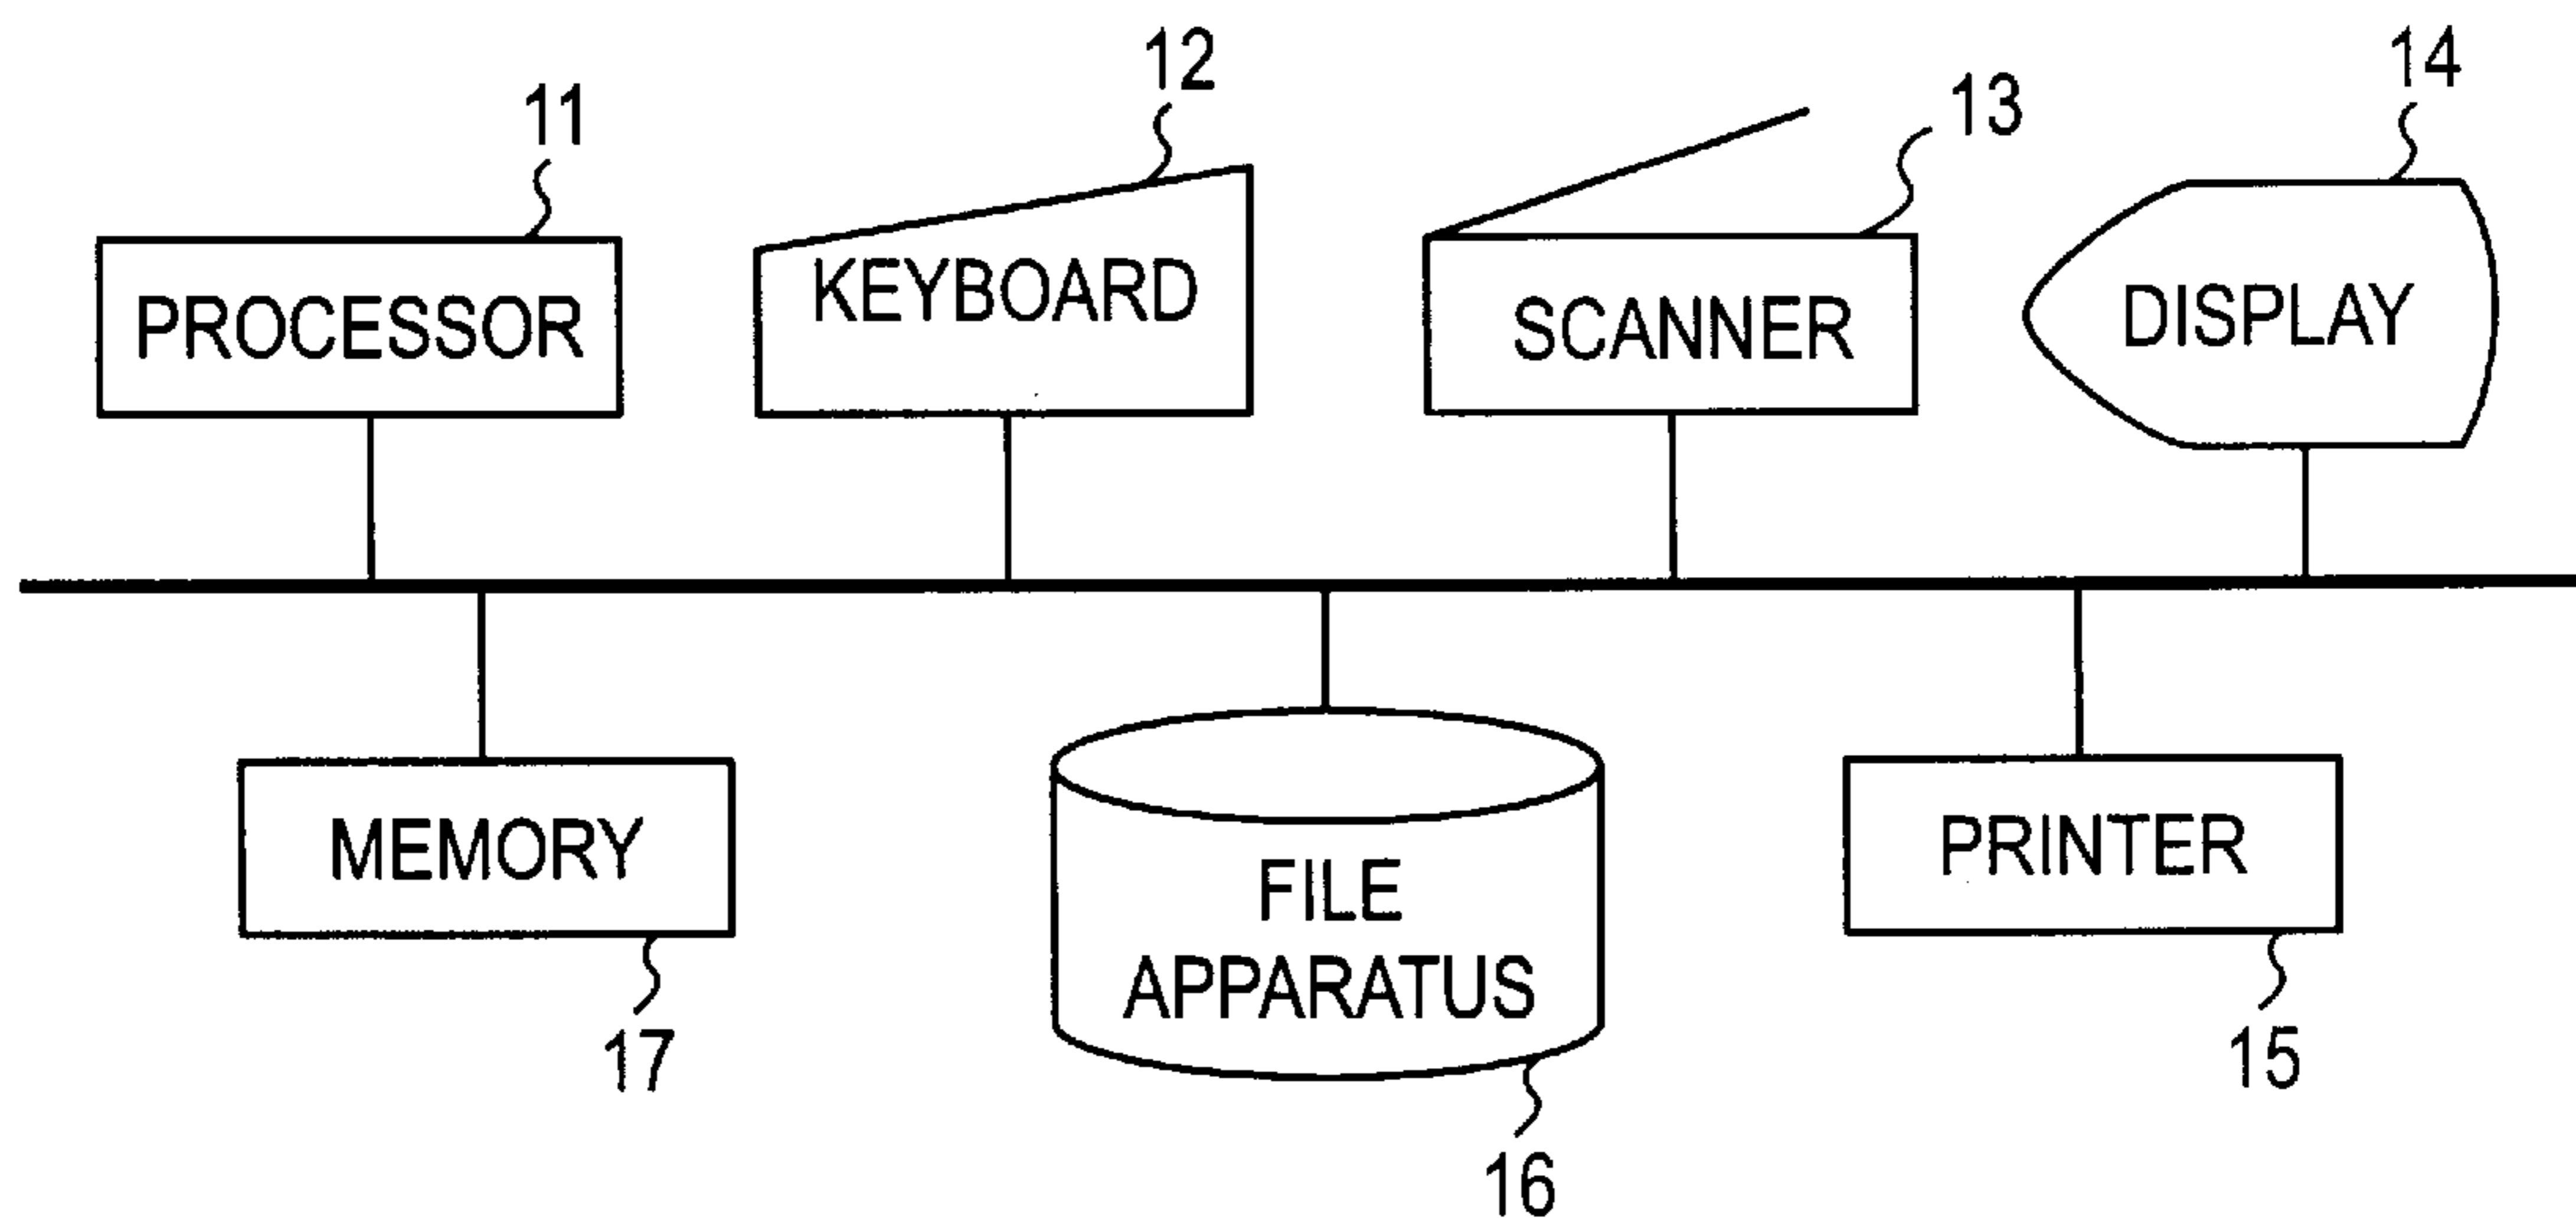 11
12
13
14
PROCESSOR
KEYBOARD
SCANNER
DISPLAY
MEMORY
FILE
APPARATUS
PRINTER
17
16
15